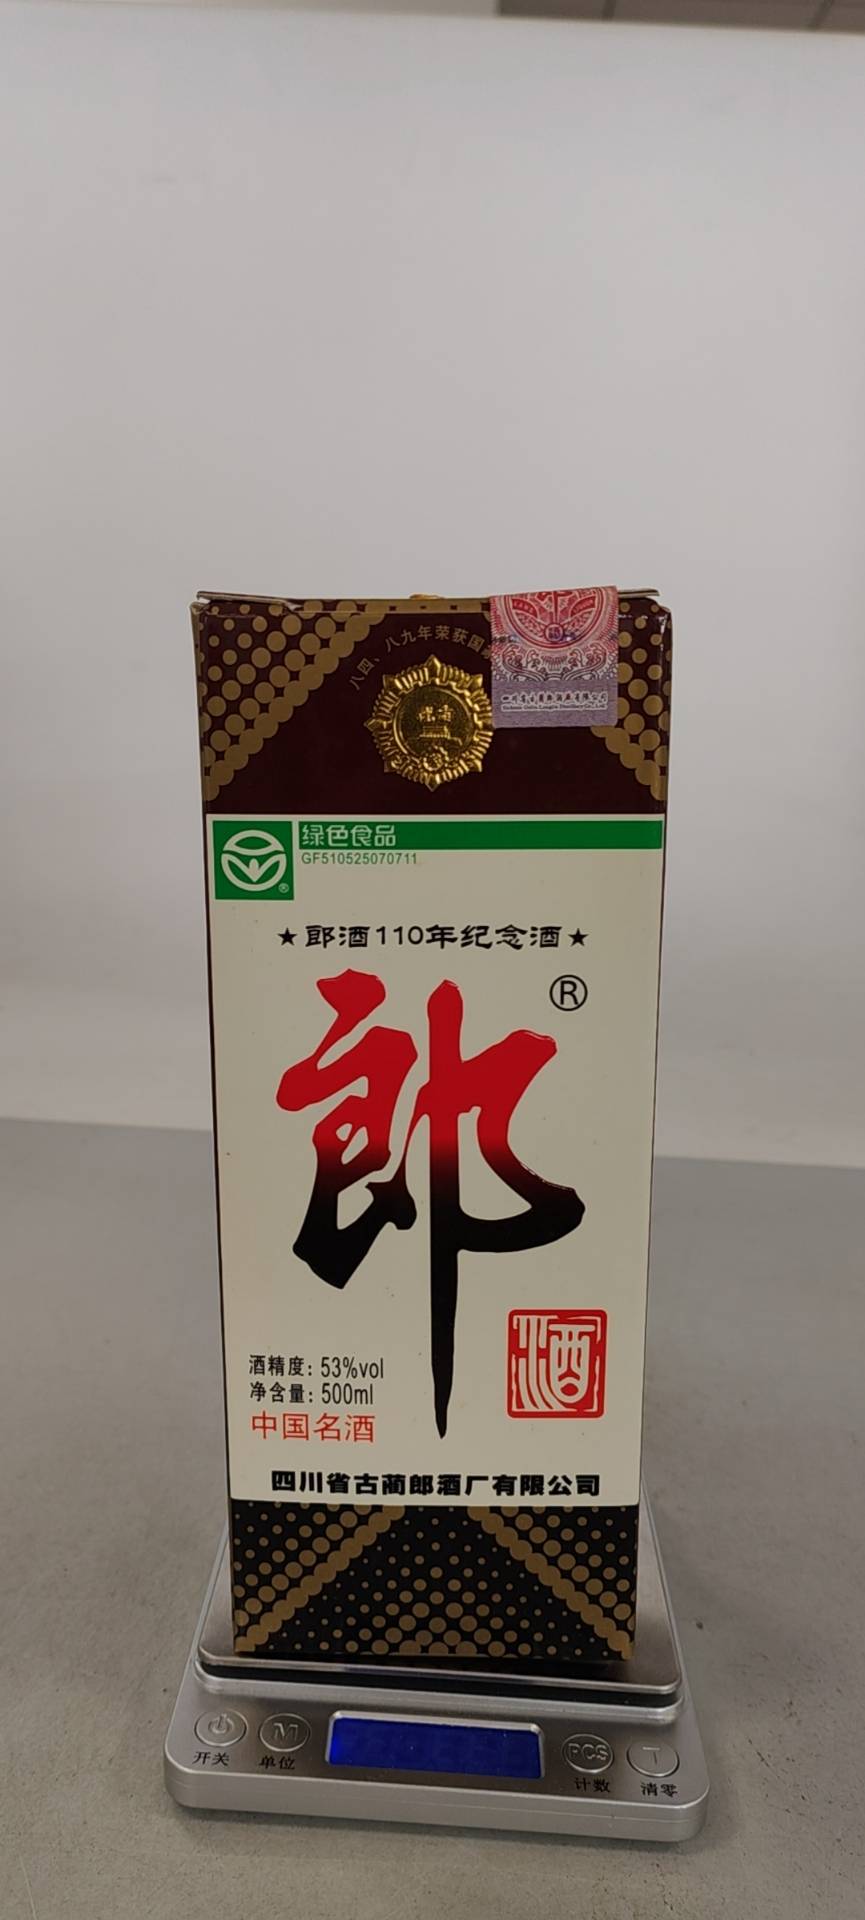 八四、八九年荣获国
绿色食品
GF510525070711
®
★郎酒110年纪念酒★
®
郎
酒
酒精度：53%vol
净含量：500ml
中国名酒
四川省古蔺郎酒厂有限公司
M
PCS
T
开关
单位
计数
清零